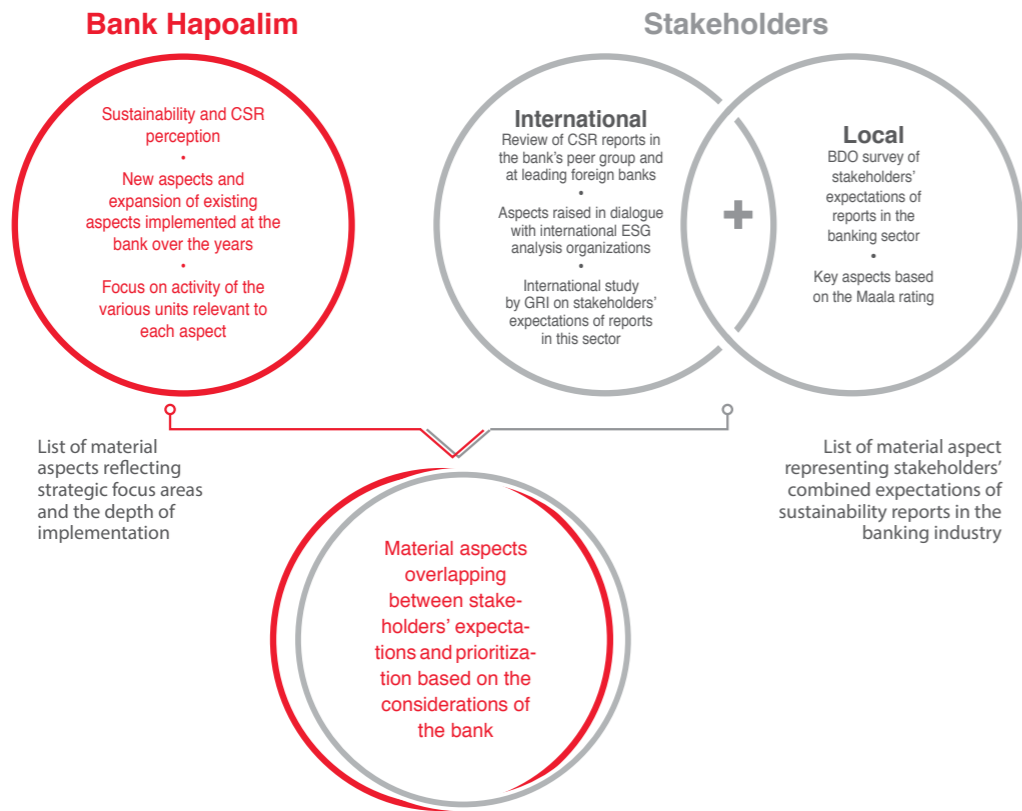 Bank Hapoalim
Sustainability and CSR
perception
•
New aspects and
expansion of existing
aspects implemented at the
bank over the years
•
Focus on activity of the
various units relevant to
each aspect
Stakeholders
International
Review of CSR reports in
the bank's peer group and
at leading foreign banks
•
Aspects raised in dialogue
with international ESG
analysis organizations
•
International study
by GRI on stakeholders'
expectations of reports
in this sector
+
Local
BDO survey of
stakeholders'
expectations of
reports in the
banking sector
•
Key aspects based
on the Maala rating
List of material
aspects reflecting
strategic focus areas
and the depth of
implementation
List of material aspect
representing stakeholders'
combined expectations of
sustainability reports in the
banking industry
Material aspects
overlapping
between stake-
holders' expecta-
tions and prioritiza-
tion based on the
considerations of
the bank